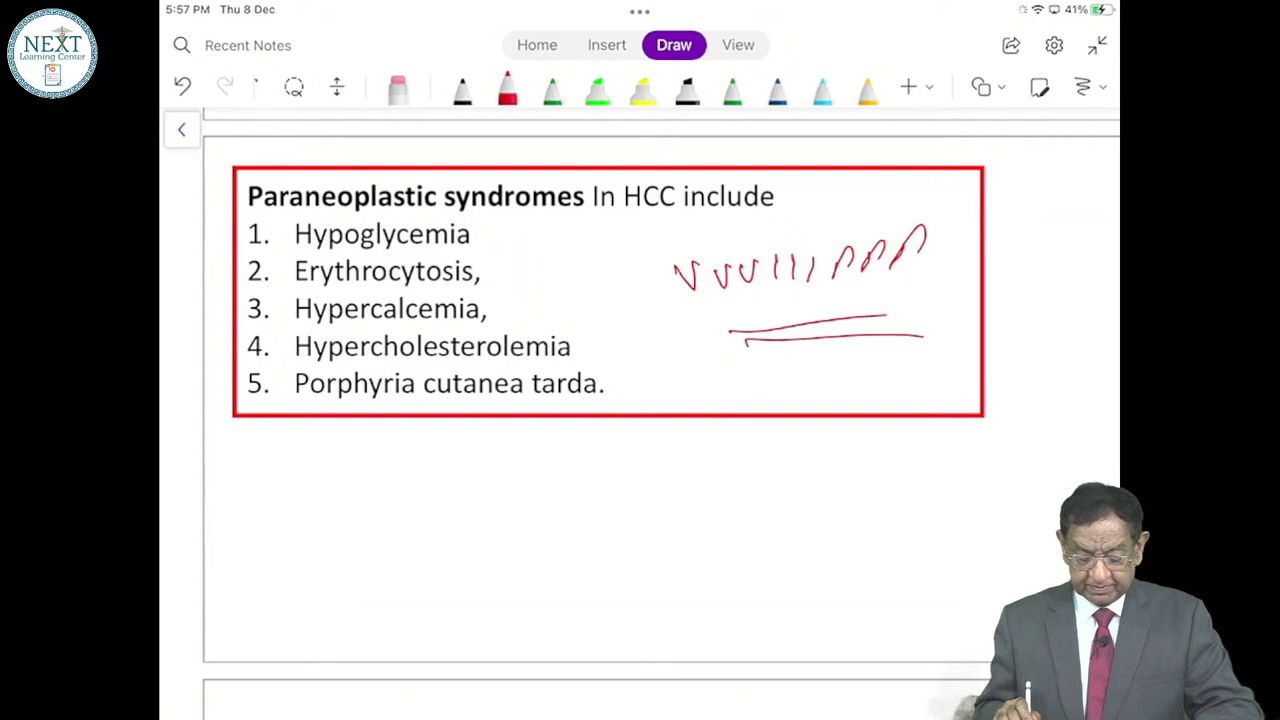 5:57 PM Thu 8 Dec
41%
NEXT
Learning Center
Recent Notes
Home Insert Draw View
Paraneoplastic syndromes In HCC include
1. Hypoglycemia
2. Erythrocytosis,
3. Hypercalcemia,
4. Hypercholesterolemia
5. Porphyria cutanea tarda.